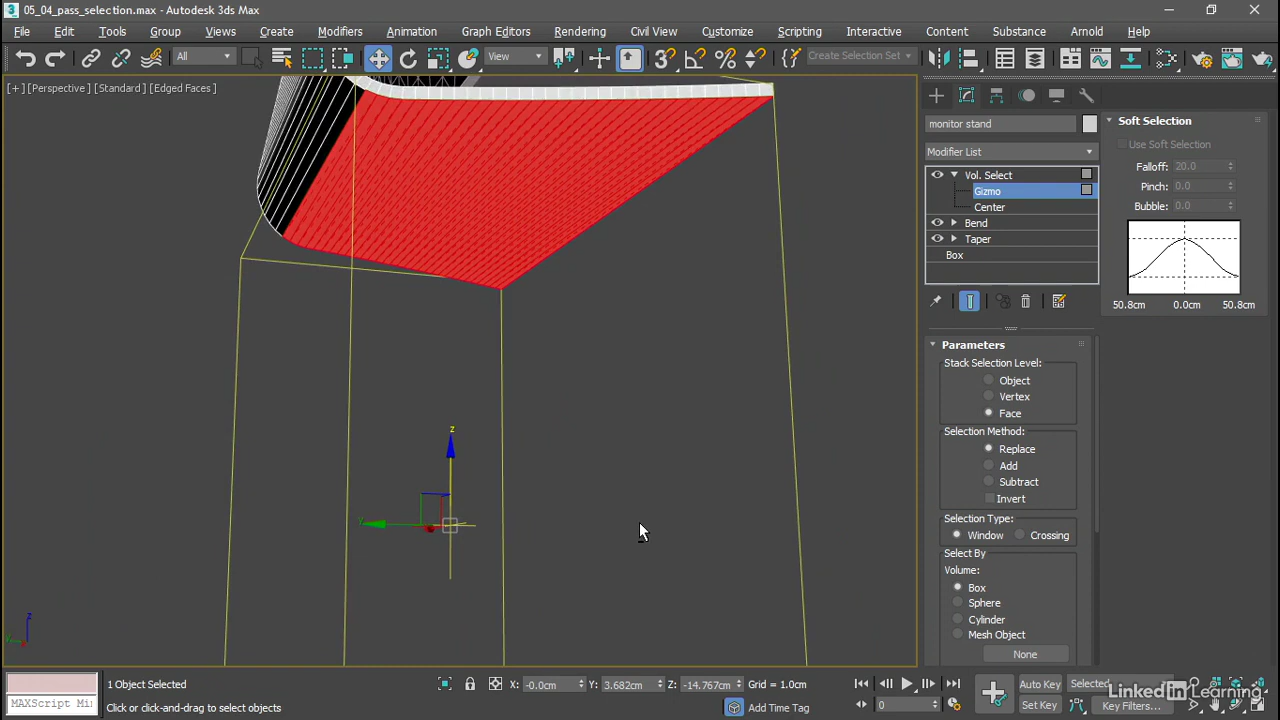 05_04_pass_selection.max - Autodesk 3ds Max
File Edit Tools Group Views Create Modifiers Animation Graph Editors Rendering Civil View Customize Scripting Interactive Content Substance Arnold Help
All View Create Selection Set
[+] [Perspective] [Standard] [Edged Faces]
monitor stand
Modifier List
Vol. Select
Gizmo
Center
Bend
Taper
Box
Soft Selection
Use Soft Selection
Falloff: 20.0
Pinch: 0.0
Bubble: 0.0
50.8cm 0.0cm 50.8cm
Parameters
Stack Selection Level:
Object
Vertex
Face
Selection Method:
Replace
Add
Subtract
Invert
Selection Type:
Window Crossing
Select By
Volume:
Box
Sphere
Cylinder
Mesh Object
None
z
y
z
y
1 Object Selected
X: -0.0cm Y: 3.682cm Z: -14.767cm Grid = 1.0cm
Auto Key Selected
MAXScript Mi
Click or click-and-drag to select objects
Add Time Tag
0
Set Key Key Filters...
LinkedIn Learning